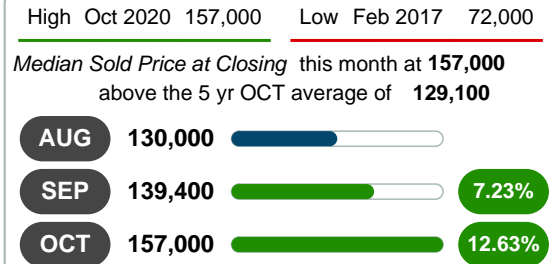 High Oct 2020 157,000 Low Feb 2017 72,000
Median Sold Price at Closing this month at 157,000
above the 5 yr OCT average of 129,100
AUG 130,000
SEP 139,400 7.23%
OCT 157,000 12.63%